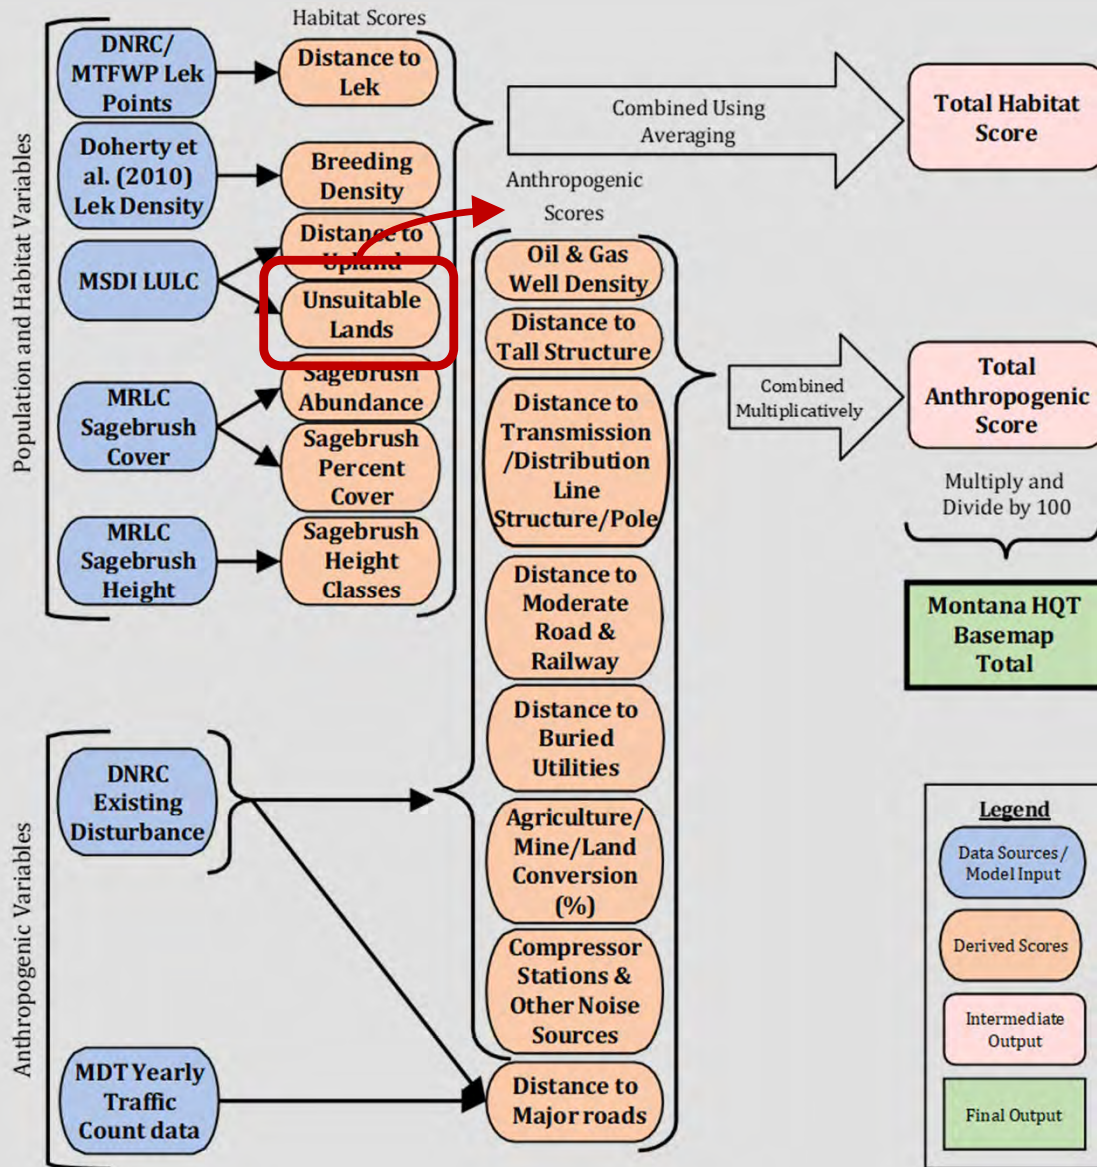 Habitat Scores
Population and Habitat Variables
DNRC/
MTFWP Lek
Points
Distance to
Lek
Combined Using
Averaging
Total Habitat
Score
Doherty et
al. (2010)
Lek Density
Breeding
Density
MSDI LULC
Distance to
Upland
Unsuitable
Lands
MRLC
Sagebrush
Cover
Sagebrush
Abundance
Sagebrush
Percent
Cover
MRLC
Sagebrush
Height
Sagebrush
Height
Classes
Anthropogenic
Scores
Oil & Gas
Well Density
Distance to
Tall Structure
Distance to
Transmission
/Distribution
Line
Structure/Pole
Distance to
Moderate
Road &
Railway
Distance to
Buried
Utilities
Agriculture/
Mine/Land
Conversion
(%)
Compressor
Stations &
Other Noise
Sources
Distance to
Major roads
Combined
Multiplicatively
Total
Anthropogenic
Score
Multiply and
Divide by 100
Montana HQT
Basemap
Total
Anthropogenic Variables
DNRC
Existing
Disturbance
MDT Yearly
Traffic
Count data
Legend
Data Sources/
Model Input
Derived Scores
Intermediate
Output
Final Output